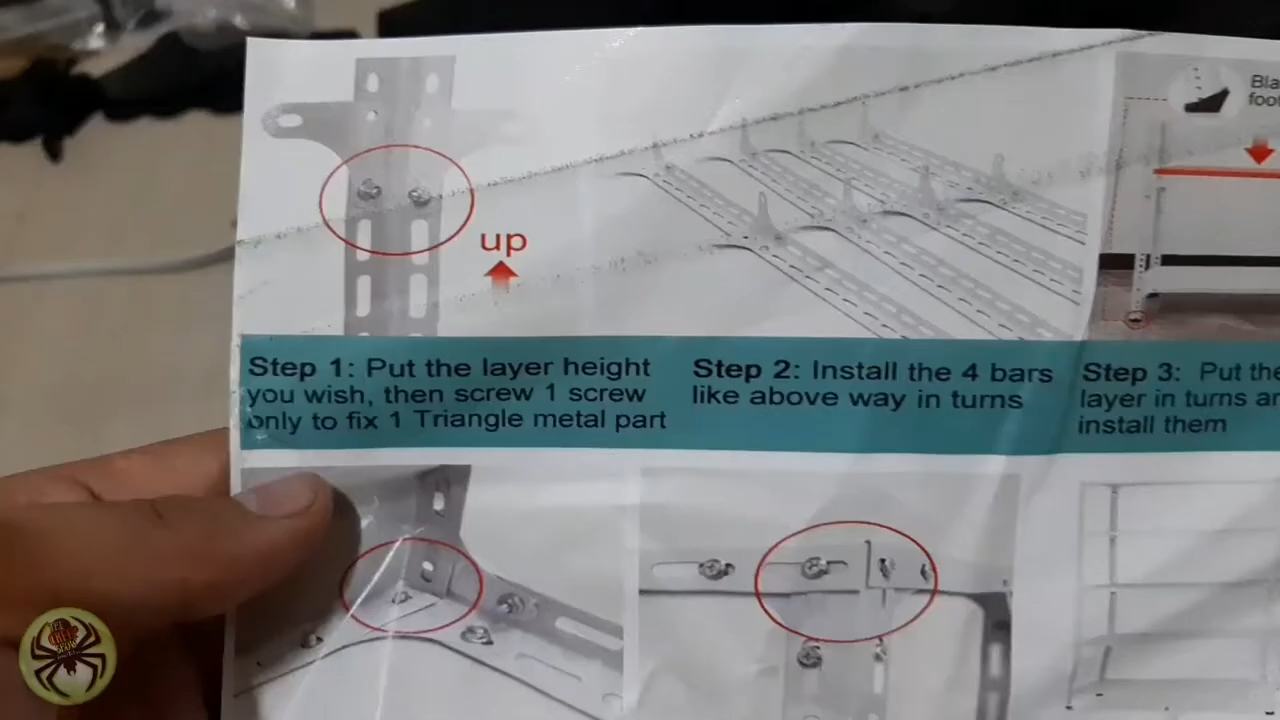 Bla
foo
up
Step 1: Put the layer height
you wish, then screw 1 screw
only to fix 1 Triangle metal part
Step 2: Install the 4 bars
like above way in turns
Step 3: Put the
layer in turns an
install them